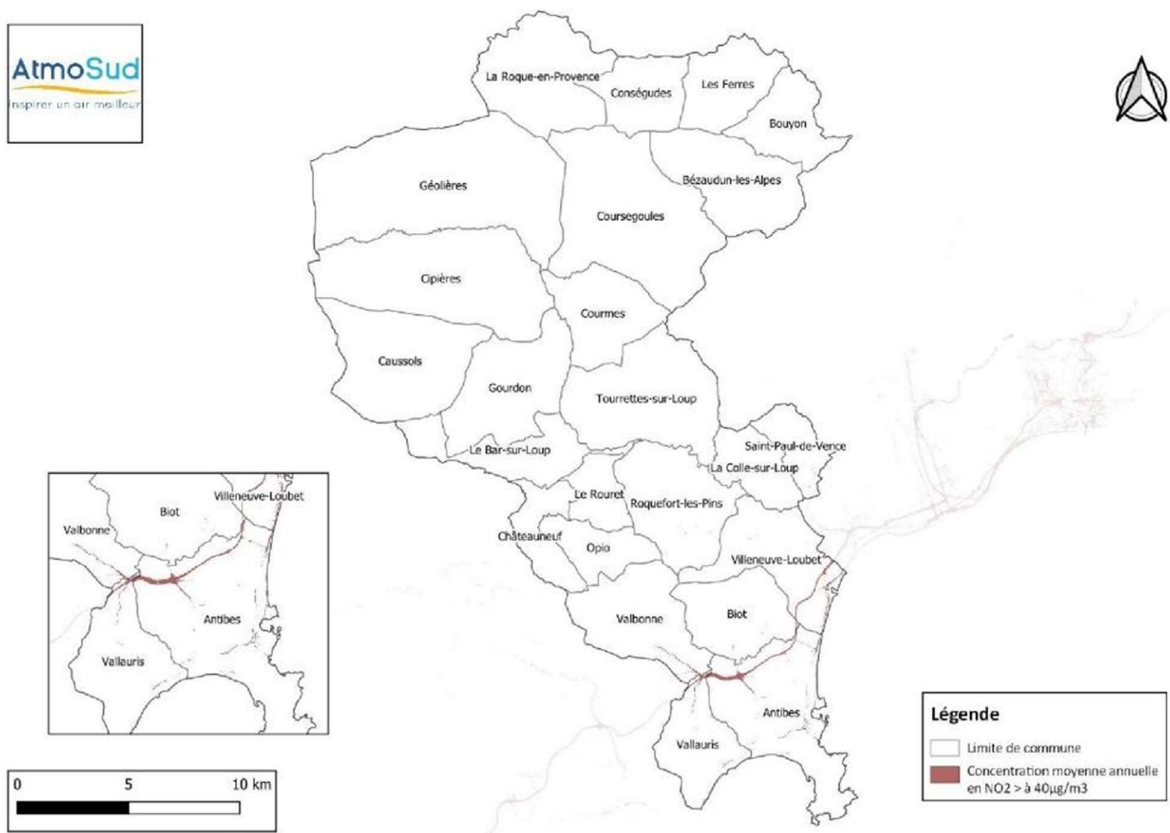 AtmoSud
Inspirer un air meilleur
La Roque-en-Provence
Conségudes
Les Ferres
Bouyon
Géolières
Bézaudun-les-Alpes
Coursegoules
Cipières
Courmes
Caussols
Gourdon
Tourrettes-sur-Loup
Le Bar-sur-Loup
Saint-Paul-de-Vence
La Colle-sur-Loup
Le Rouret
Roquefort-les-Pins
Châteauneuf
Opio
Villeneuve-Loubet
Valbonne
Biot
Antibes
Vallauris
Villeneuve-Loubet
Biot
Valbonne
Antibes
Vallauris
0 5 10 km
Légende
Limite de commune
Concentration moyenne annuelle
en NO2 > à 40µg/m3